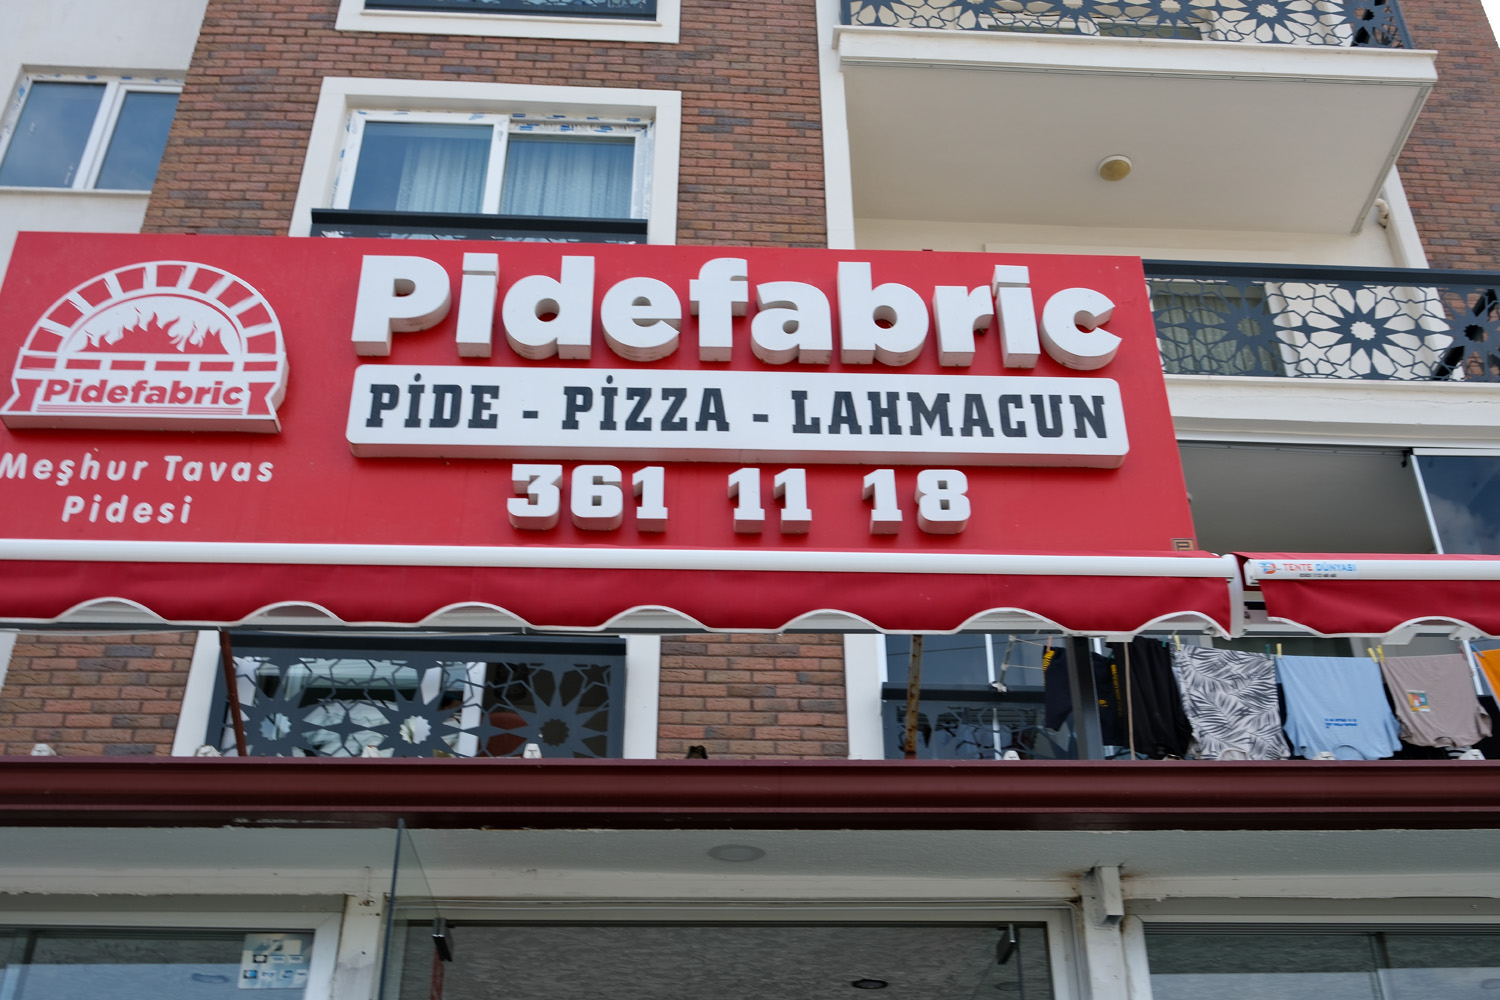 Pidefabric
PİDE - PİZZA - LAHMACUN
361 11 18
Pidefabric
Meşhur Tavas
Pidesi
TENTE DÜNYASI